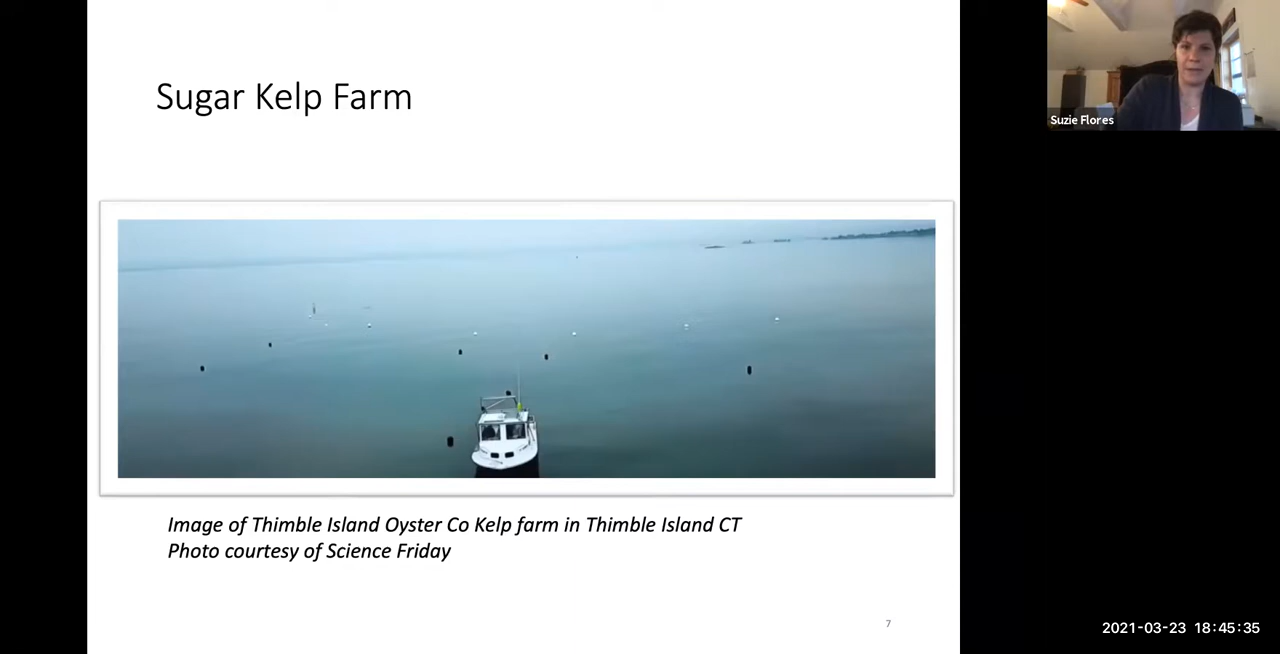 Sugar Kelp Farm
Suzie Flores
Image of Thimble Island Oyster Co Kelp farm in Thimble Island CT
Photo courtesy of Science Friday
7
2021-03-23 18:45:35